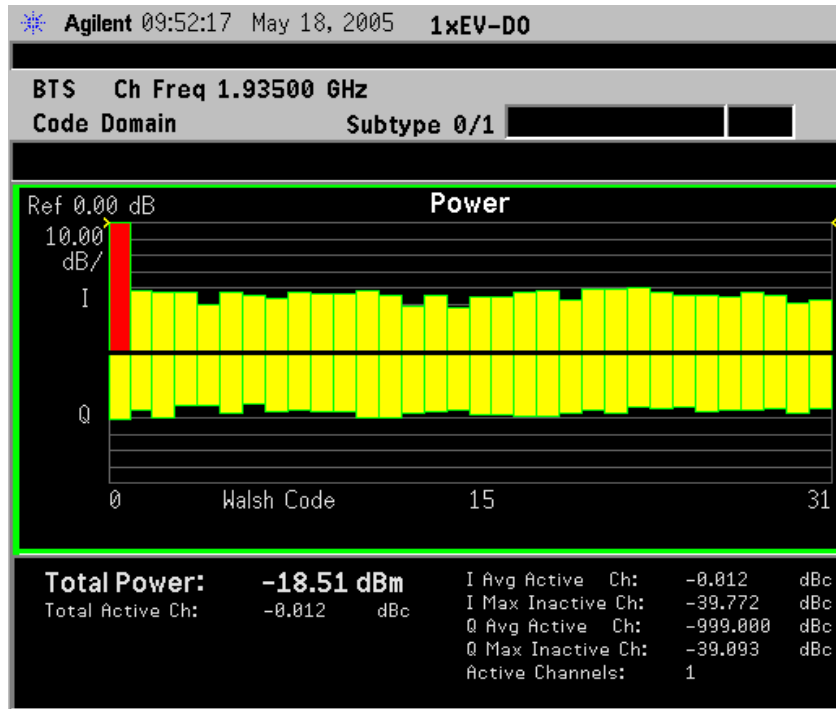 Agilent 09:52:17 May 18, 2005 1xEV-DO
BTS Ch Freq 1.93500 GHz
Code Domain Subtype 0/1
Ref 0.00 dB Power
10.00
dB/
I
Q
0 Walsh Code 15 31
Total Power: -18.51 dBm
Total Active Ch: -0.012 dBc
I Avg Active Ch: -0.012 dBc
I Max Inactive Ch: -39.772 dBc
Q Avg Active Ch: -999.000 dBc
Q Max Inactive Ch: -39.093 dBc
Active Channels: 1